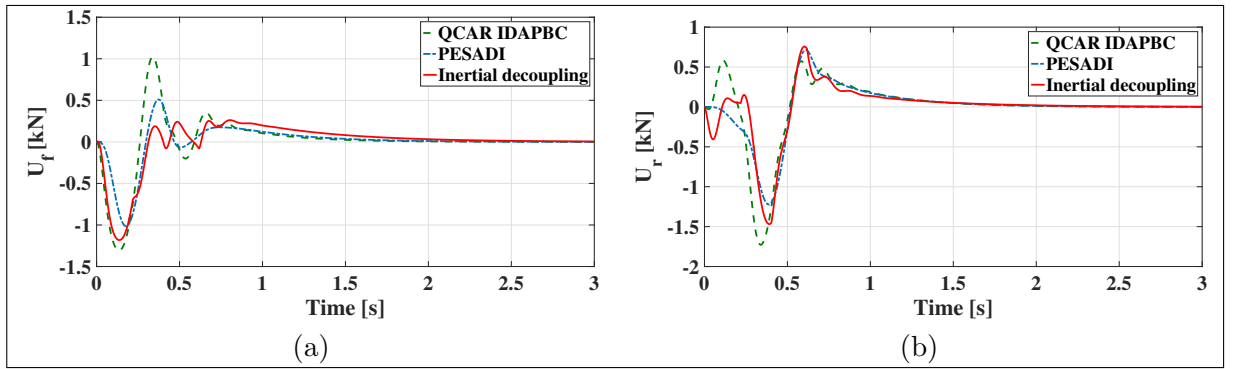 U_f [kN]
1.5
1
0.5
0
-0.5
-1
-1.5
QCAR IDAPBC
PESADI
Inertial decoupling
0 0.5 1 1.5 2 2.5 3
Time [s]
(a)
U_r [kN]
1
0.5
0
-0.5
-1
-1.5
-2
QCAR IDAPBC
PESADI
Inertial decoupling
0 0.5 1 1.5 2 2.5 3
Time [s]
(b)